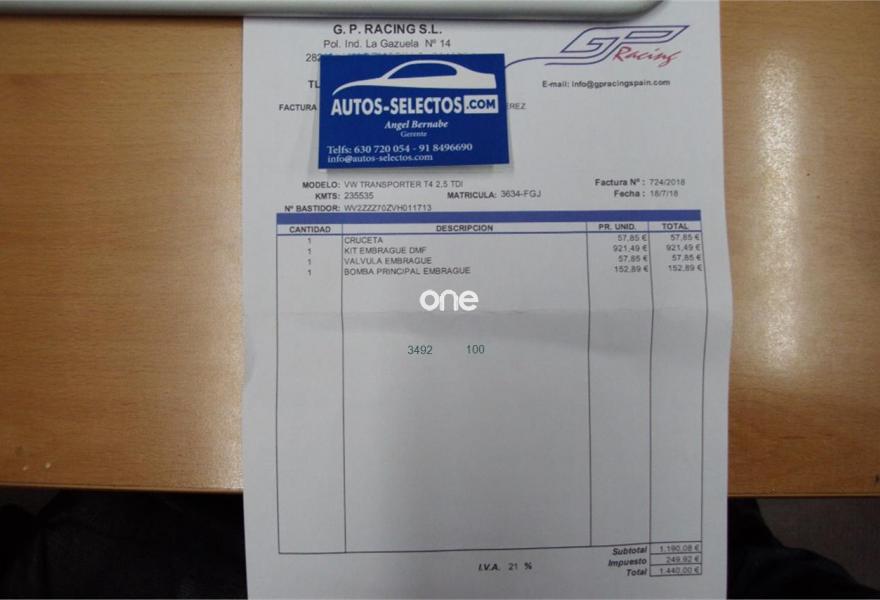 G. P. RACING S.L.
Pol. Ind. La Gazuela Nº 14
GP Racing
E-mail: Info@gpracingspain.com
FACTURA
AUTOS-SELECTOS.COM
Angel Bernabe
Gerente
Telfs: 630 720 054 - 91 8496690
info@autos-selectos.com
MODELO: VW TRANSPORTER T4 2.5 TDI
Factura Nº : 724/2018
KMTS: 235535
MATRICULA: 3634-FGJ
Fecha : 18/7/18
Nº BASTIDOR: WV2ZZZ70ZVH011713
CANTIDAD DESCRIPCION PR. UNID. TOTAL
1 CRUCETA 57,85 € 57,85 €
1 KIT EMBRAGUE DMF 921,49 € 921,49 €
1 VALVULA EMBRAGUE 57,85 € 57,85 €
1 BOMBA PRINCIPAL EMBRAGUE 152,89 € 152,89 €
one
3492 100
Subtotal 1.190,08 €
I.V.A. 21 % Impuesto 249,92 €
Total 1.440,00 €